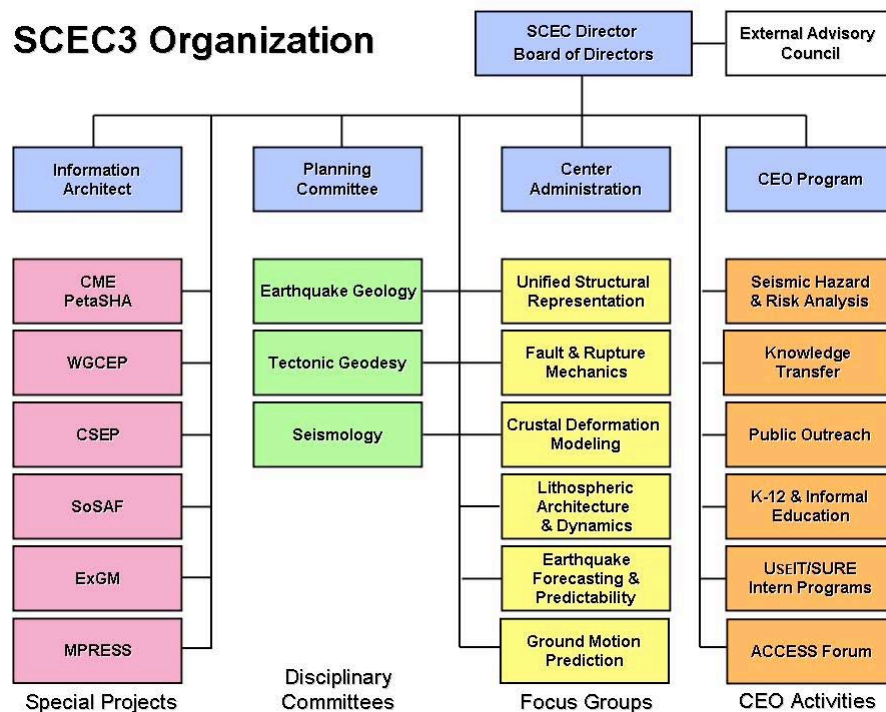 SCEC3 Organization
SCEC Director
Board of Directors
External Advisory
Council
Information
Architect
Planning
Committee
Center
Administration
CEO Program
CME
PetaSHA
WGCEP
CSEP
SoSAF
ExGM
MPRESS
Special Projects
Earthquake Geology
Tectonic Geodesy
Seismology
Disciplinary
Committees
Unified Structural
Representation
Fault & Rupture
Mechanics
Crustal Deformation
Modeling
Lithospheric
Architecture
& Dynamics
Earthquake
Forecasting &
Predictability
Ground Motion
Prediction
Focus Groups
Seismic Hazard
& Risk Analysis
Knowledge
Transfer
Public Outreach
K-12 & Informal
Education
USEIT/SURE
Intern Programs
ACCESS Forum
CEO Activities